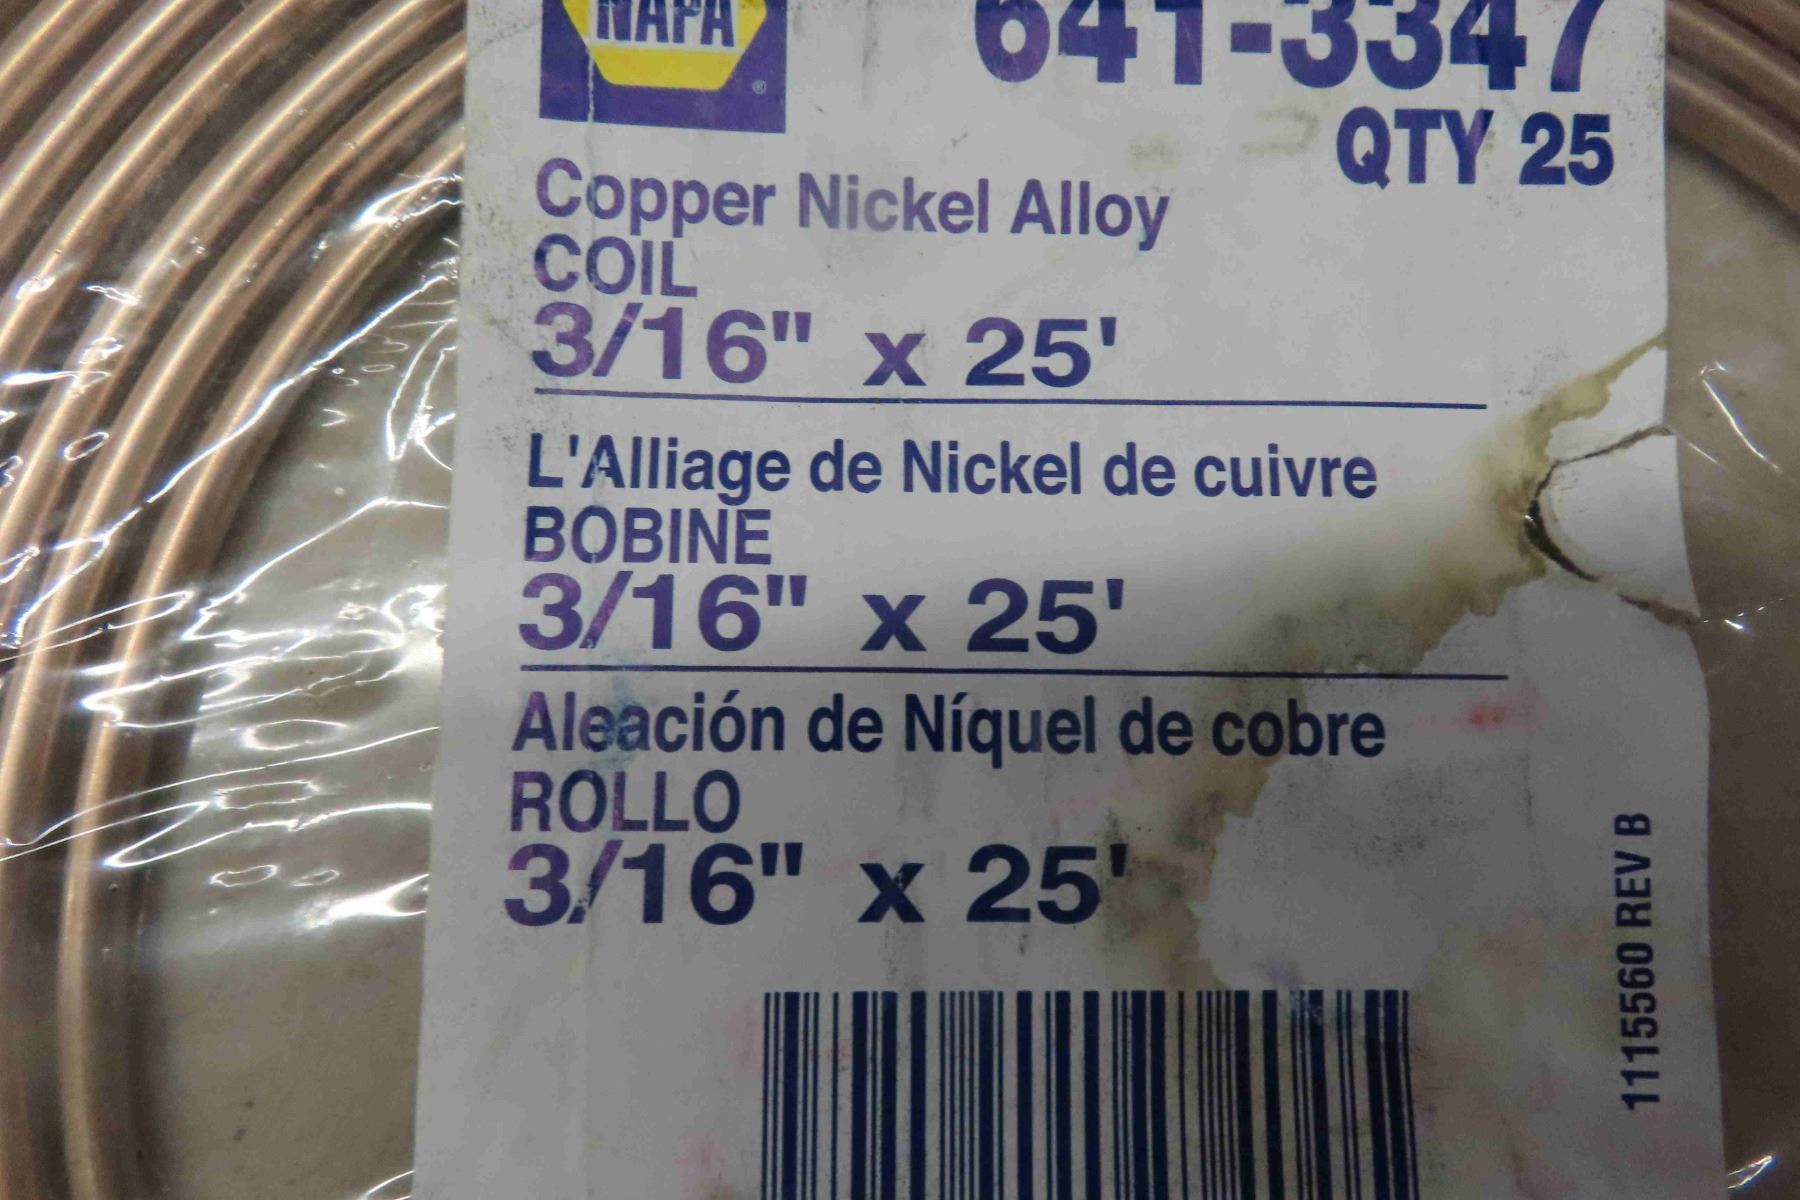 NAPA
®
641-3347
QTY 25
Copper Nickel Alloy
COIL
3/16" x 25'
L'Alliage de Nickel de cuivre
BOBINE
3/16" x 25'
Aleación de Níquel de cobre
ROLLO
3/16" x 25'
1115560 REV B